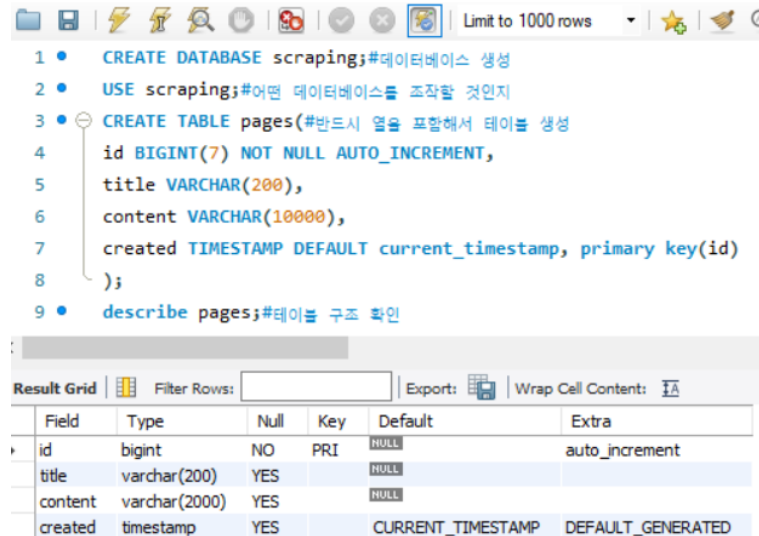 Limit to 1000 rows
1 CREATE DATABASE scraping;#데이터베이스 생성
2 USE scraping;#어떤 데이터베이스를 조작할 것인지
3 CREATE TABLE pages(#반드시 열을 포함해서 테이블 생성
4 id BIGINT(7) NOT NULL AUTO_INCREMENT,
5 title VARCHAR(200),
6 content VARCHAR(10000),
7 created TIMESTAMP DEFAULT current_timestamp, primary key(id)
8 );
9 describe pages;#테이블 구조 확인
Result Grid Filter Rows: Export: Wrap Cell Content: IA
Field Type Null Key Default Extra
id bigint NO PRI NULL auto_increment
title varchar(200) YES NULL
content varchar(2000) YES NULL
created timestamp YES CURRENT_TIMESTAMP DEFAULT_GENERATED